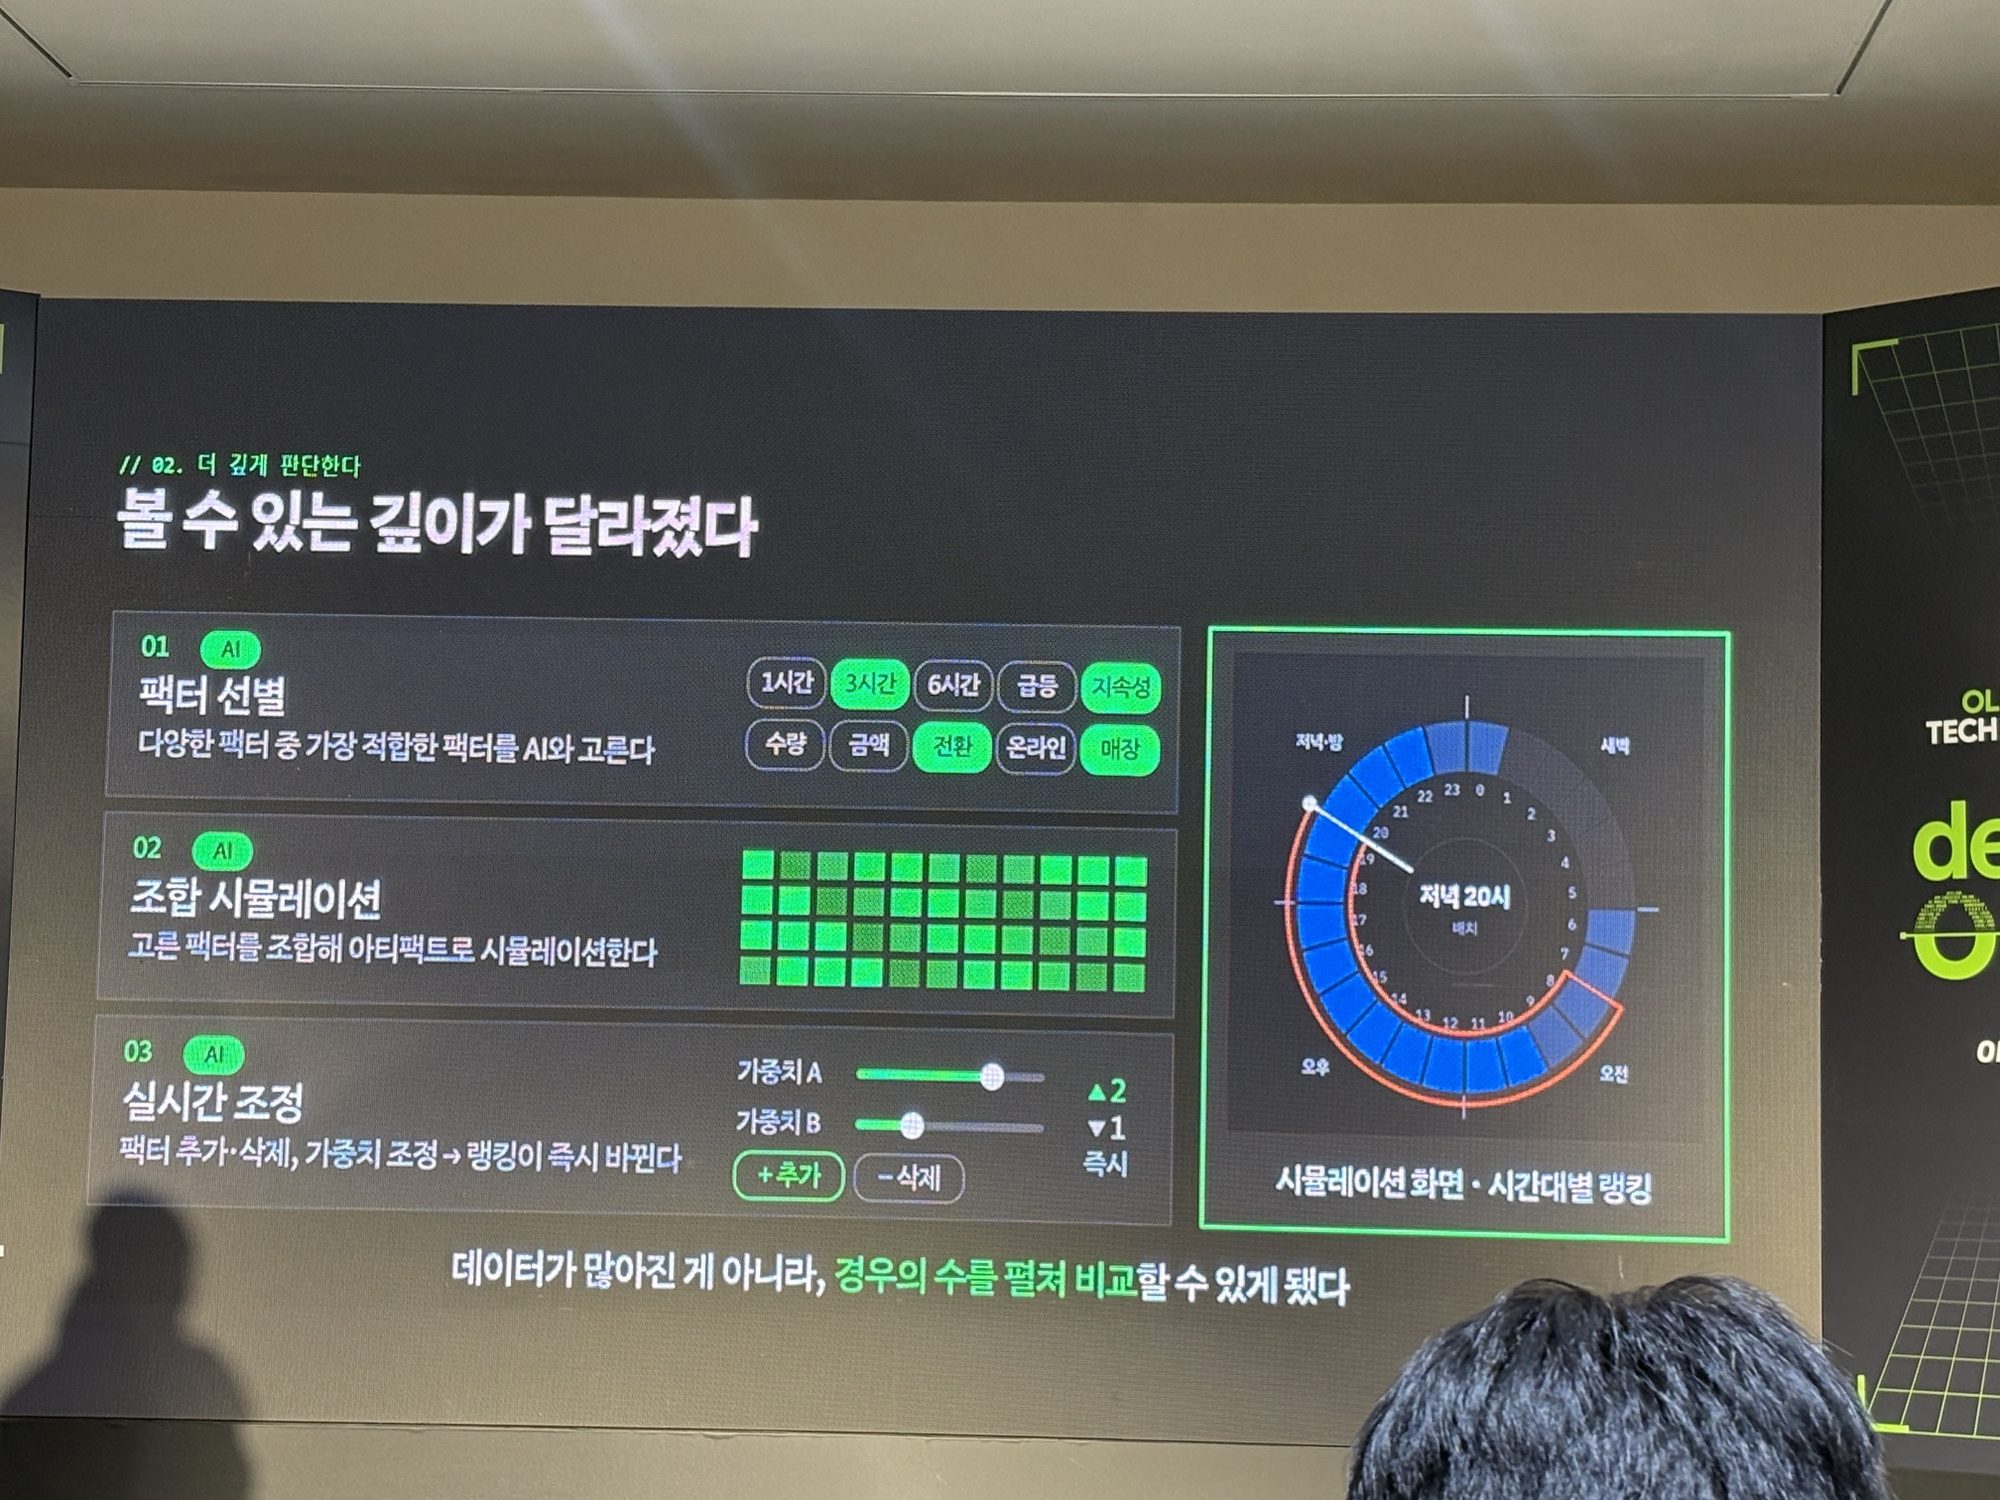 // 02. 더 깊게 판단한다
볼 수 있는 깊이가 달라졌다
01 AI
팩터 선별
다양한 팩터 중 가장 적합한 팩터를 AI와 고른다
1시간 3시간 6시간 급등 지속성
수량 금액 전환 온라인 매장
02 AI
조합 시뮬레이션
고른 팩터를 조합해 아티팩트로 시뮬레이션한다
03 AI
실시간 조정
팩터 추가·삭제, 가중치 조정→랭킹이 즉시 바뀐다
가중치 A
가중치 B
+추가 −삭제
▲2
▼1
즉시
저녁·밤 새벽
23 0 1 2 3 4 5 6 7 8 9 10 11 12 13 14 15 16 17 18 19 20 21 22
저녁 20시
배치
오후 오전
시뮬레이션 화면 · 시간대별 랭킹
데이터가 많아진 게 아니라, 경우의 수를 펼쳐 비교할 수 있게 됐다
OL
TECH
de